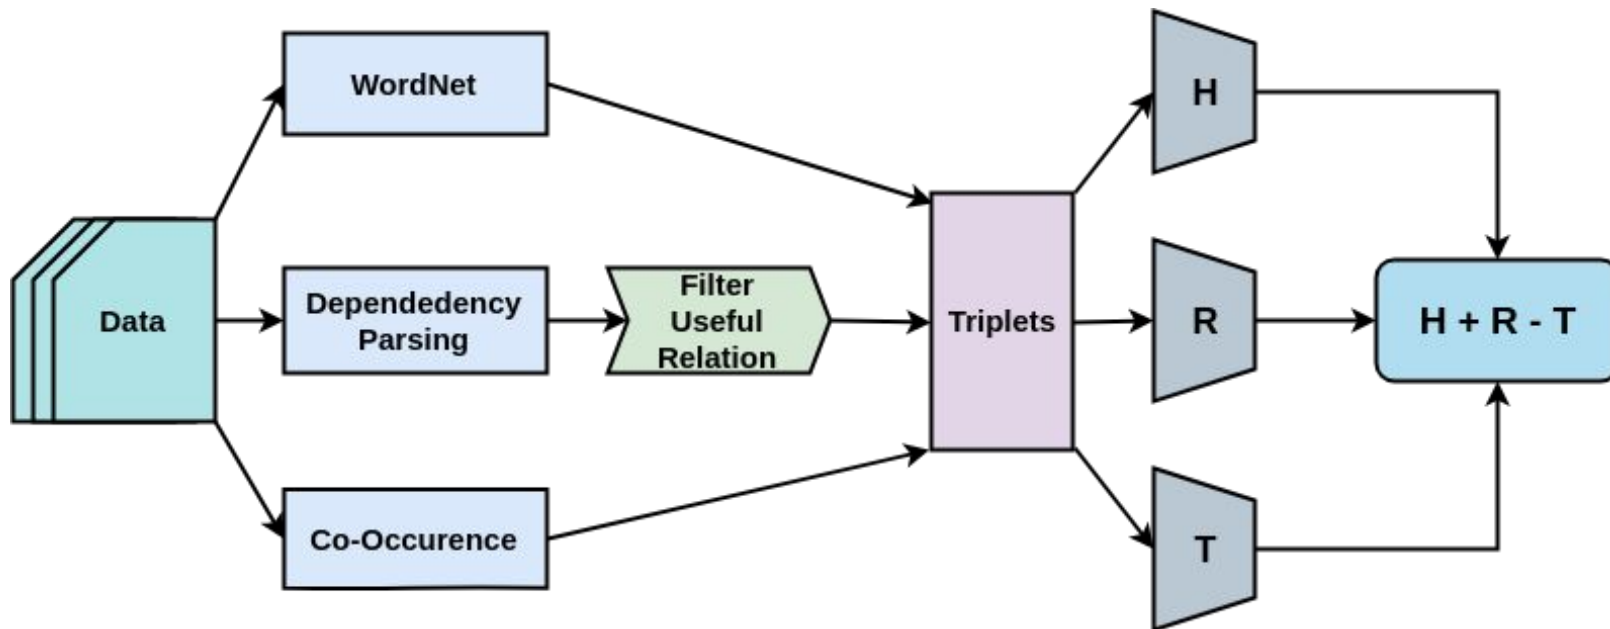 WordNet
H
Data
Dependedency
Parsing
Filter
Useful
Relation
Triplets
R
H + R - T
Co-Occurence
T